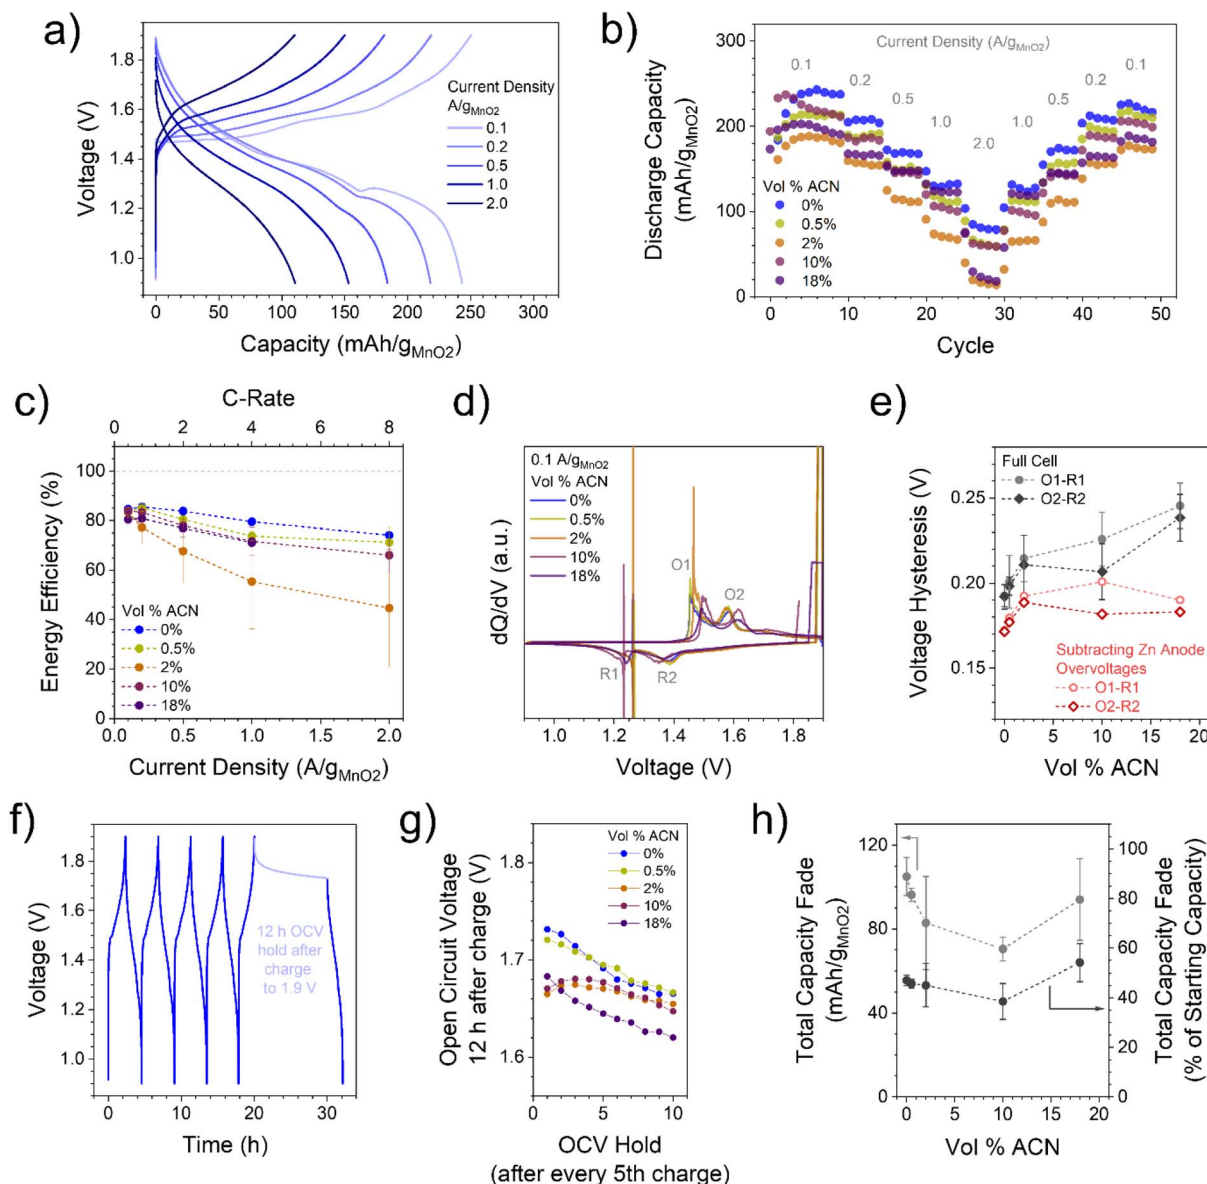 a)
1.8
1.6
1.4
1.2
1.0
Voltage (V)
Current Density
A/gMnO2
0.1
0.2
0.5
1.0
2.0
0 50 100 150 200 250 300
Capacity (mAh/gMnO2)
b)
Discharge Capacity
(mAh/gMnO2)
300
200
100
0
Current Density (A/gMnO2)
0.1
0.2
0.5
1.0
2.0
1.0
0.5
0.2
0.1
Vol % ACN
0%
0.5%
2%
10%
18%
0 10 20 30 40 50
Cycle
c)
C-Rate
0 2 4 6 8
Energy Efficiency (%)
100
80
60
40
20
0
Vol % ACN
0%
0.5%
2%
10%
18%
0.0 0.5 1.0 1.5 2.0
Current Density (A/gMnO2)
d)
dQ/dV (a.u.)
0.1 A/gMnO2
Vol % ACN
0%
0.5%
2%
10%
18%
O1
O2
R1
R2
1.0 1.2 1.4 1.6 1.8
Voltage (V)
e)
Voltage Hysteresis (V)
0.25
0.20
0.15
Full Cell
O1-R1
O2-R2
Subtracting Zn Anode
Overvoltages
O1-R1
O2-R2
0 5 10 15 20
Vol % ACN
f)
Voltage (V)
1.8
1.6
1.4
1.2
1.0
12 h OCV
hold after
charge
to 1.9 V
0 10 20 30
Time (h)
g)
Open Circuit Voltage
12 h after charge (V)
1.8
1.7
1.6
Vol % ACN
0%
0.5%
2%
10%
18%
0 5 10
OCV Hold
(after every 5th charge)
h)
Total Capacity Fade
(mAh/gMnO2)
120
80
40
0
100
80
60
40
20
0
Total Capacity Fade
(% of Starting Capacity)
0 5 10 15 20
Vol % ACN